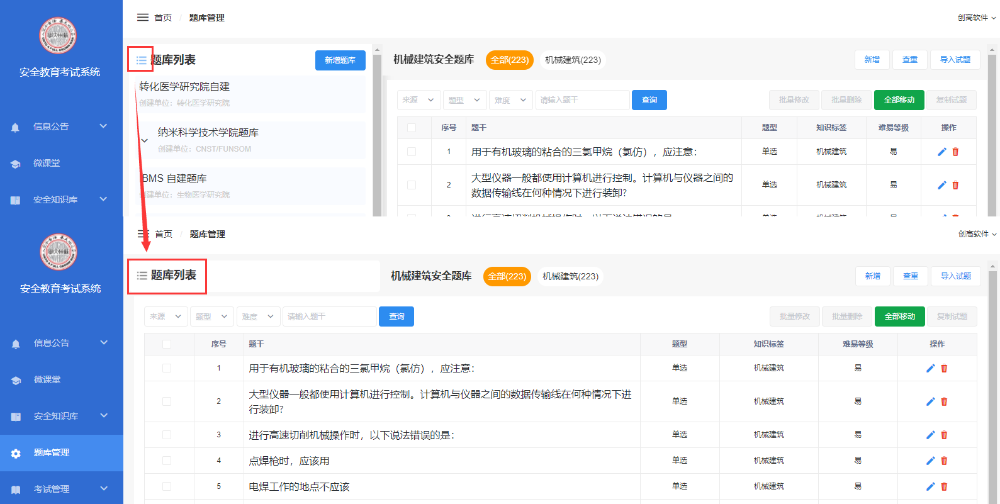 安全教育考试系统
信息公告
微课堂
安全知识库
首页 / 题库管理
创高软件
题库列表
新增题库
转化医学研究院自建
创建单位：转化医学研究院
纳米科学技术学院题库
创建单位：CNST/FUNSOM
BMS 自建题库
创建单位：生物医学研究院
机械建筑安全题库 全部(223) 机械建筑(223)
新增 查重 导入试题
来源 题型 难度 请输入题干 查询 批量修改 批量删除 全部移动 复制试题
序号 题干 题型 知识标签 难易等级 操作
1 用于有机玻璃的粘合的三氯甲烷（氯仿），应注意： 单选 机械建筑 易
2 大型仪器一般都使用计算机进行控制。计算机与仪器之间的
数据传输线在何种情况下进行装卸？ 单选 机械建筑 易
安全教育考试系统
信息公告
微课堂
安全知识库
题库管理
考试管理
首页 / 题库管理
创高软件
题库列表
机械建筑安全题库 全部(223) 机械建筑(223)
新增 查重 导入试题
来源 题型 难度 请输入题干 查询 批量修改 批量删除 全部移动 复制试题
序号 题干 题型 知识标签 难易等级 操作
1 用于有机玻璃的粘合的三氯甲烷（氯仿），应注意： 单选 机械建筑 易
2 大型仪器一般都使用计算机进行控制。计算机与仪器之间的数据传输线在何种情况下进
行装卸？ 单选 机械建筑 易
3 进行高速切削机械操作时，以下说法错误的是： 单选 机械建筑 易
4 点焊枪时，应该用 单选 机械建筑 易
5 电焊工作的地点不应该 单选 机械建筑 易